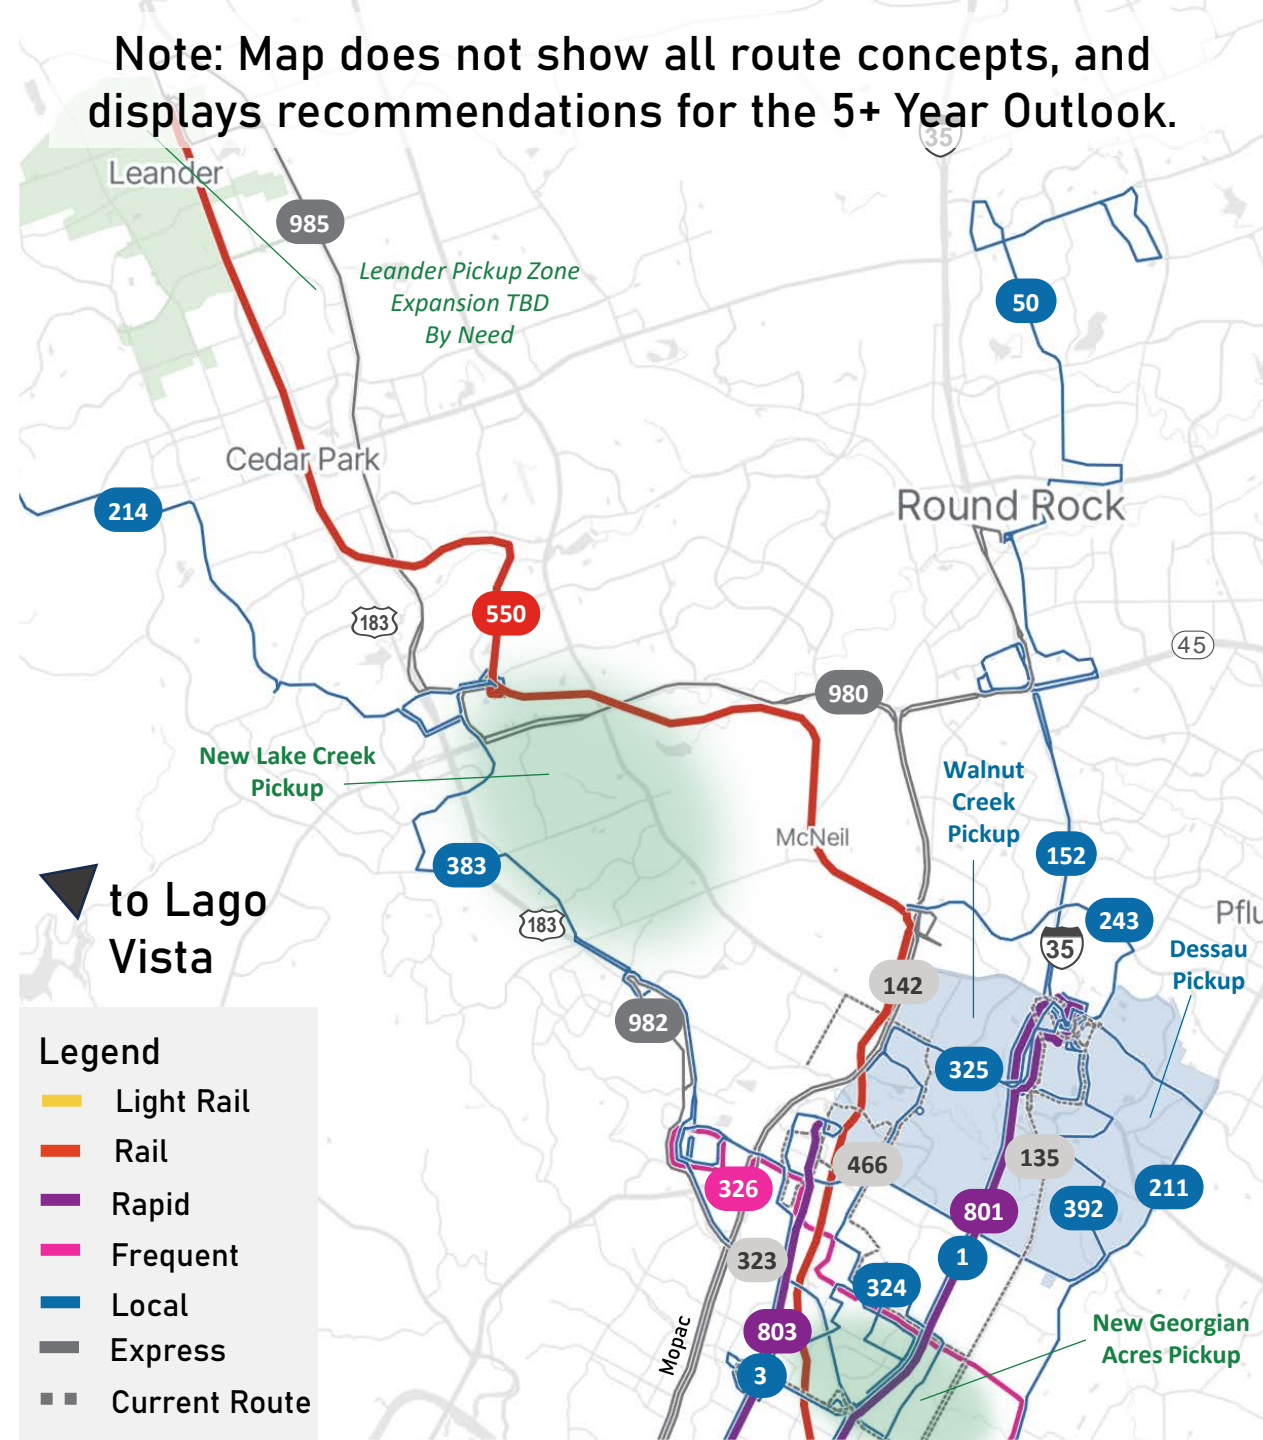 Note: Map does not show all route concepts, and
displays recommendations for the 5+ Year Outlook.
35
Leander
985
Leander Pickup Zone
Expansion TBD
By Need
50
Cedar Park
214
Round Rock
183
550
45
980
New Lake Creek
Pickup
Walnut
Creek
Pickup
McNeil
152
383
to Lago
Vista
183
243
Pflu
35
Dessau
Pickup
142
982
325
466
135
326
801
392
211
323
1
324
803
New Georgian
Acres Pickup
Mopac
3
Legend
Light Rail
Rail
Rapid
Frequent
Local
Express
Current Route